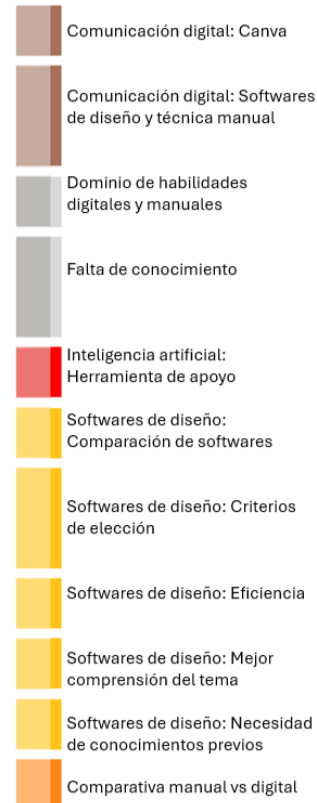 Comunicación digital: Canva
Comunicación digital: Softwares
de diseño y técnica manual
Dominio de habilidades
digitales y manuales
Falta de conocimiento
Inteligencia artificial:
Herramienta de apoyo
Softwares de diseño:
Comparación de softwares
Softwares de diseño: Criterios
de elección
Softwares de diseño: Eficiencia
Softwares de diseño: Mejor
comprensión del tema
Softwares de diseño: Necesidad
de conocimientos previos
Comparativa manual vs digital